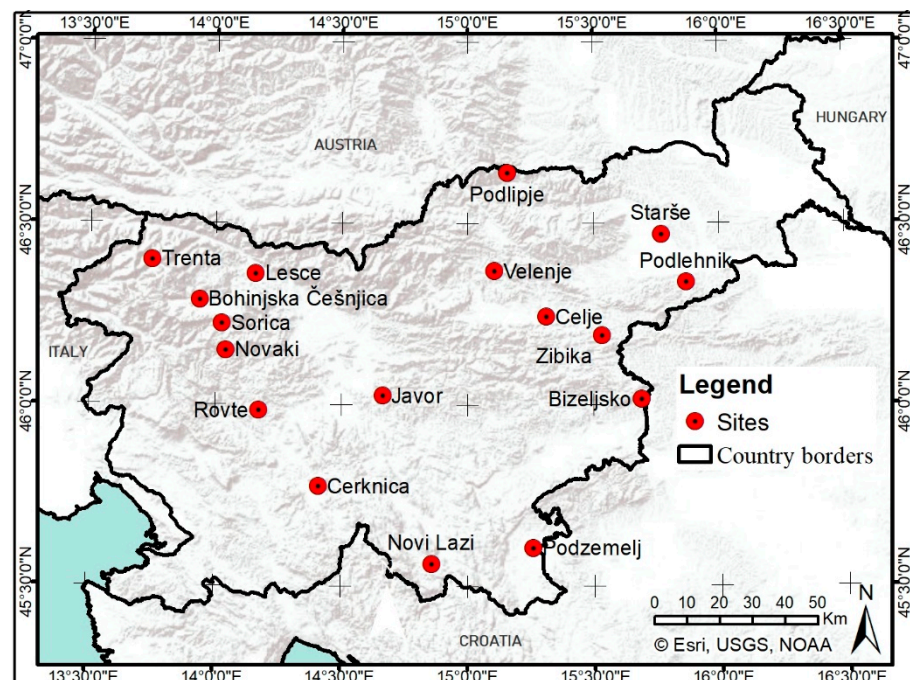 13°30'0"E 14°0'0"E 14°30'0"E 15°0'0"E 15°30'0"E 16°0'0"E 16°30'0"E
47°0'0"N 47°0'0"N
HUNGARY
AUSTRIA
Podlipje
46°30'0"N 46°30'0"N
Starše
Trenta
Lesce
Velenje
Podlehnik
Bohinjska Češnjica
Sorica
Celje
ITALY
Novaki
Zibika
Legend
Javor
Bizeljsko
46°0'0"N 46°0'0"N
Rovte
Sites
Country borders
Cerknica
Novi Lazi
Podzemelj
45°30'0"N 45°30'0"N
N
0 10 20 30 40 50
Km
CROATIA
© Esri, USGS, NOAA
13°30'0"E 14°0'0"E 14°30'0"E 15°0'0"E 15°30'0"E 16°0'0"E 16°30'0"E